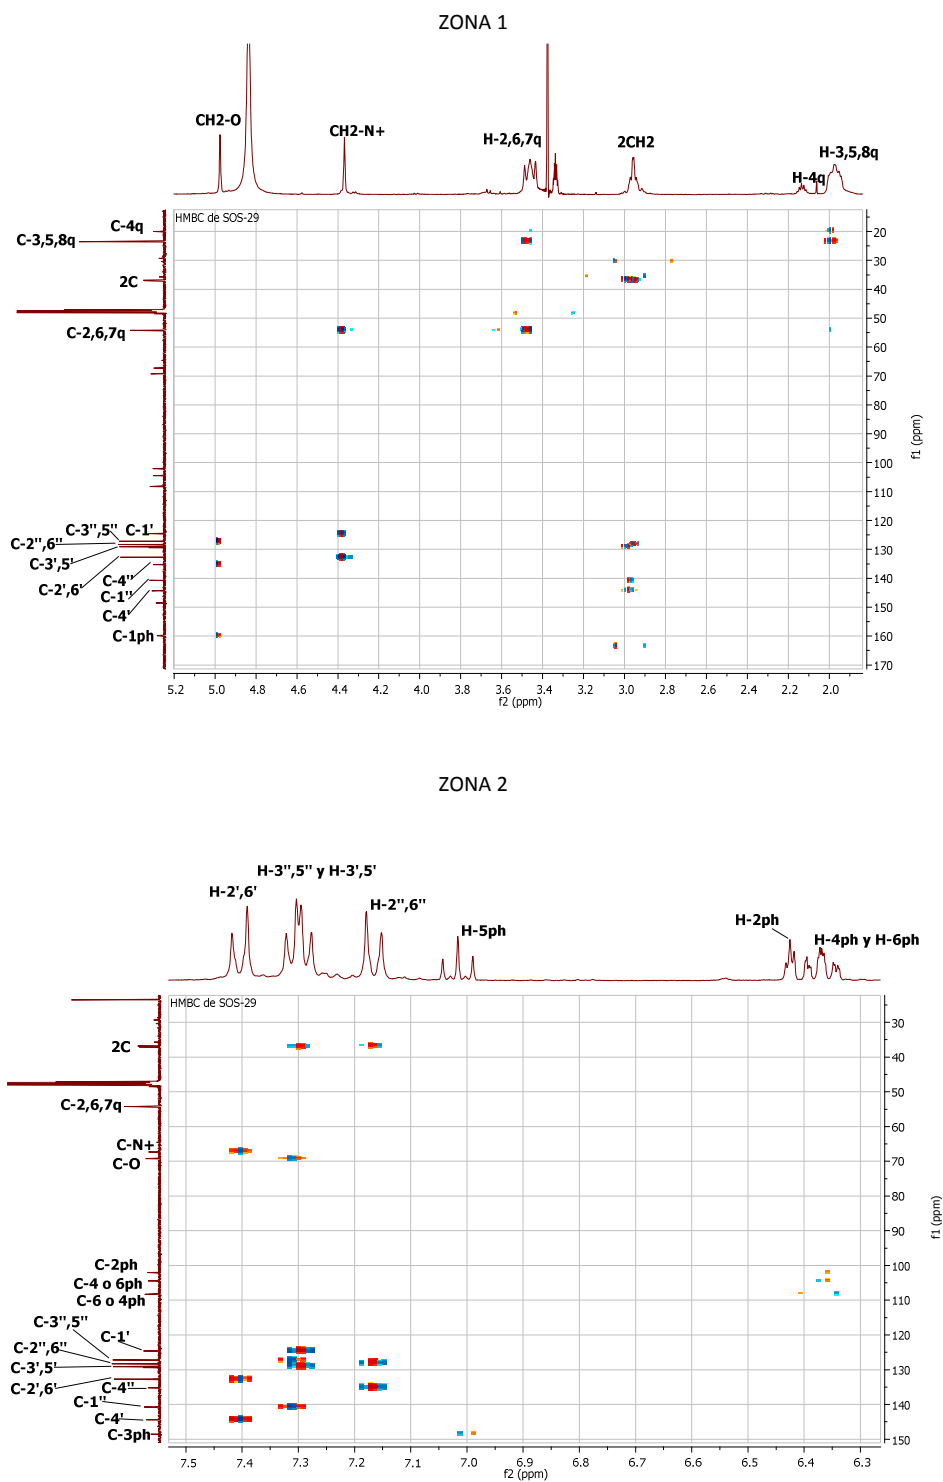 ZONA 1
CH2-O
CH2-N+
H-2,6,7q
2CH2
H-3,5,8q
H-4q
HMBC de SOS-29
C-4q
C-3,5,8q
2C
C-2,6,7q
C-3'',5'' C-1'
C-2'',6''
C-3',5'
C-2',6'
C-4''
C-1''
C-4'
C-1ph
20
30
40
50
60
70
80
90
100
110
120
130
140
150
160
170
f1 (ppm)
5.2 5.0 4.8 4.6 4.4 4.2 4.0 3.8 3.6 3.4 3.2 3.0 2.8 2.6 2.4 2.2 2.0
f2 (ppm)
ZONA 2
H-3'',5'' y H-3',5'
H-2',6'
H-2'',6''
H-5ph
H-2ph
H-4ph y H-6ph
HMBC de SOS-29
2C
C-2,6,7q
C-N+
C-O
C-2ph
C-4 o 6ph
C-6 o 4ph
C-3'',5''
C-1'
C-2'',6''
C-3',5'
C-2',6'
C-4''
C-1''
C-4'
C-3ph
30
40
50
60
70
80
90
100
110
120
130
140
150
f1 (ppm)
7.5 7.4 7.3 7.2 7.1 7.0 6.9 6.8 6.7 6.6 6.5 6.4 6.3
f2 (ppm)